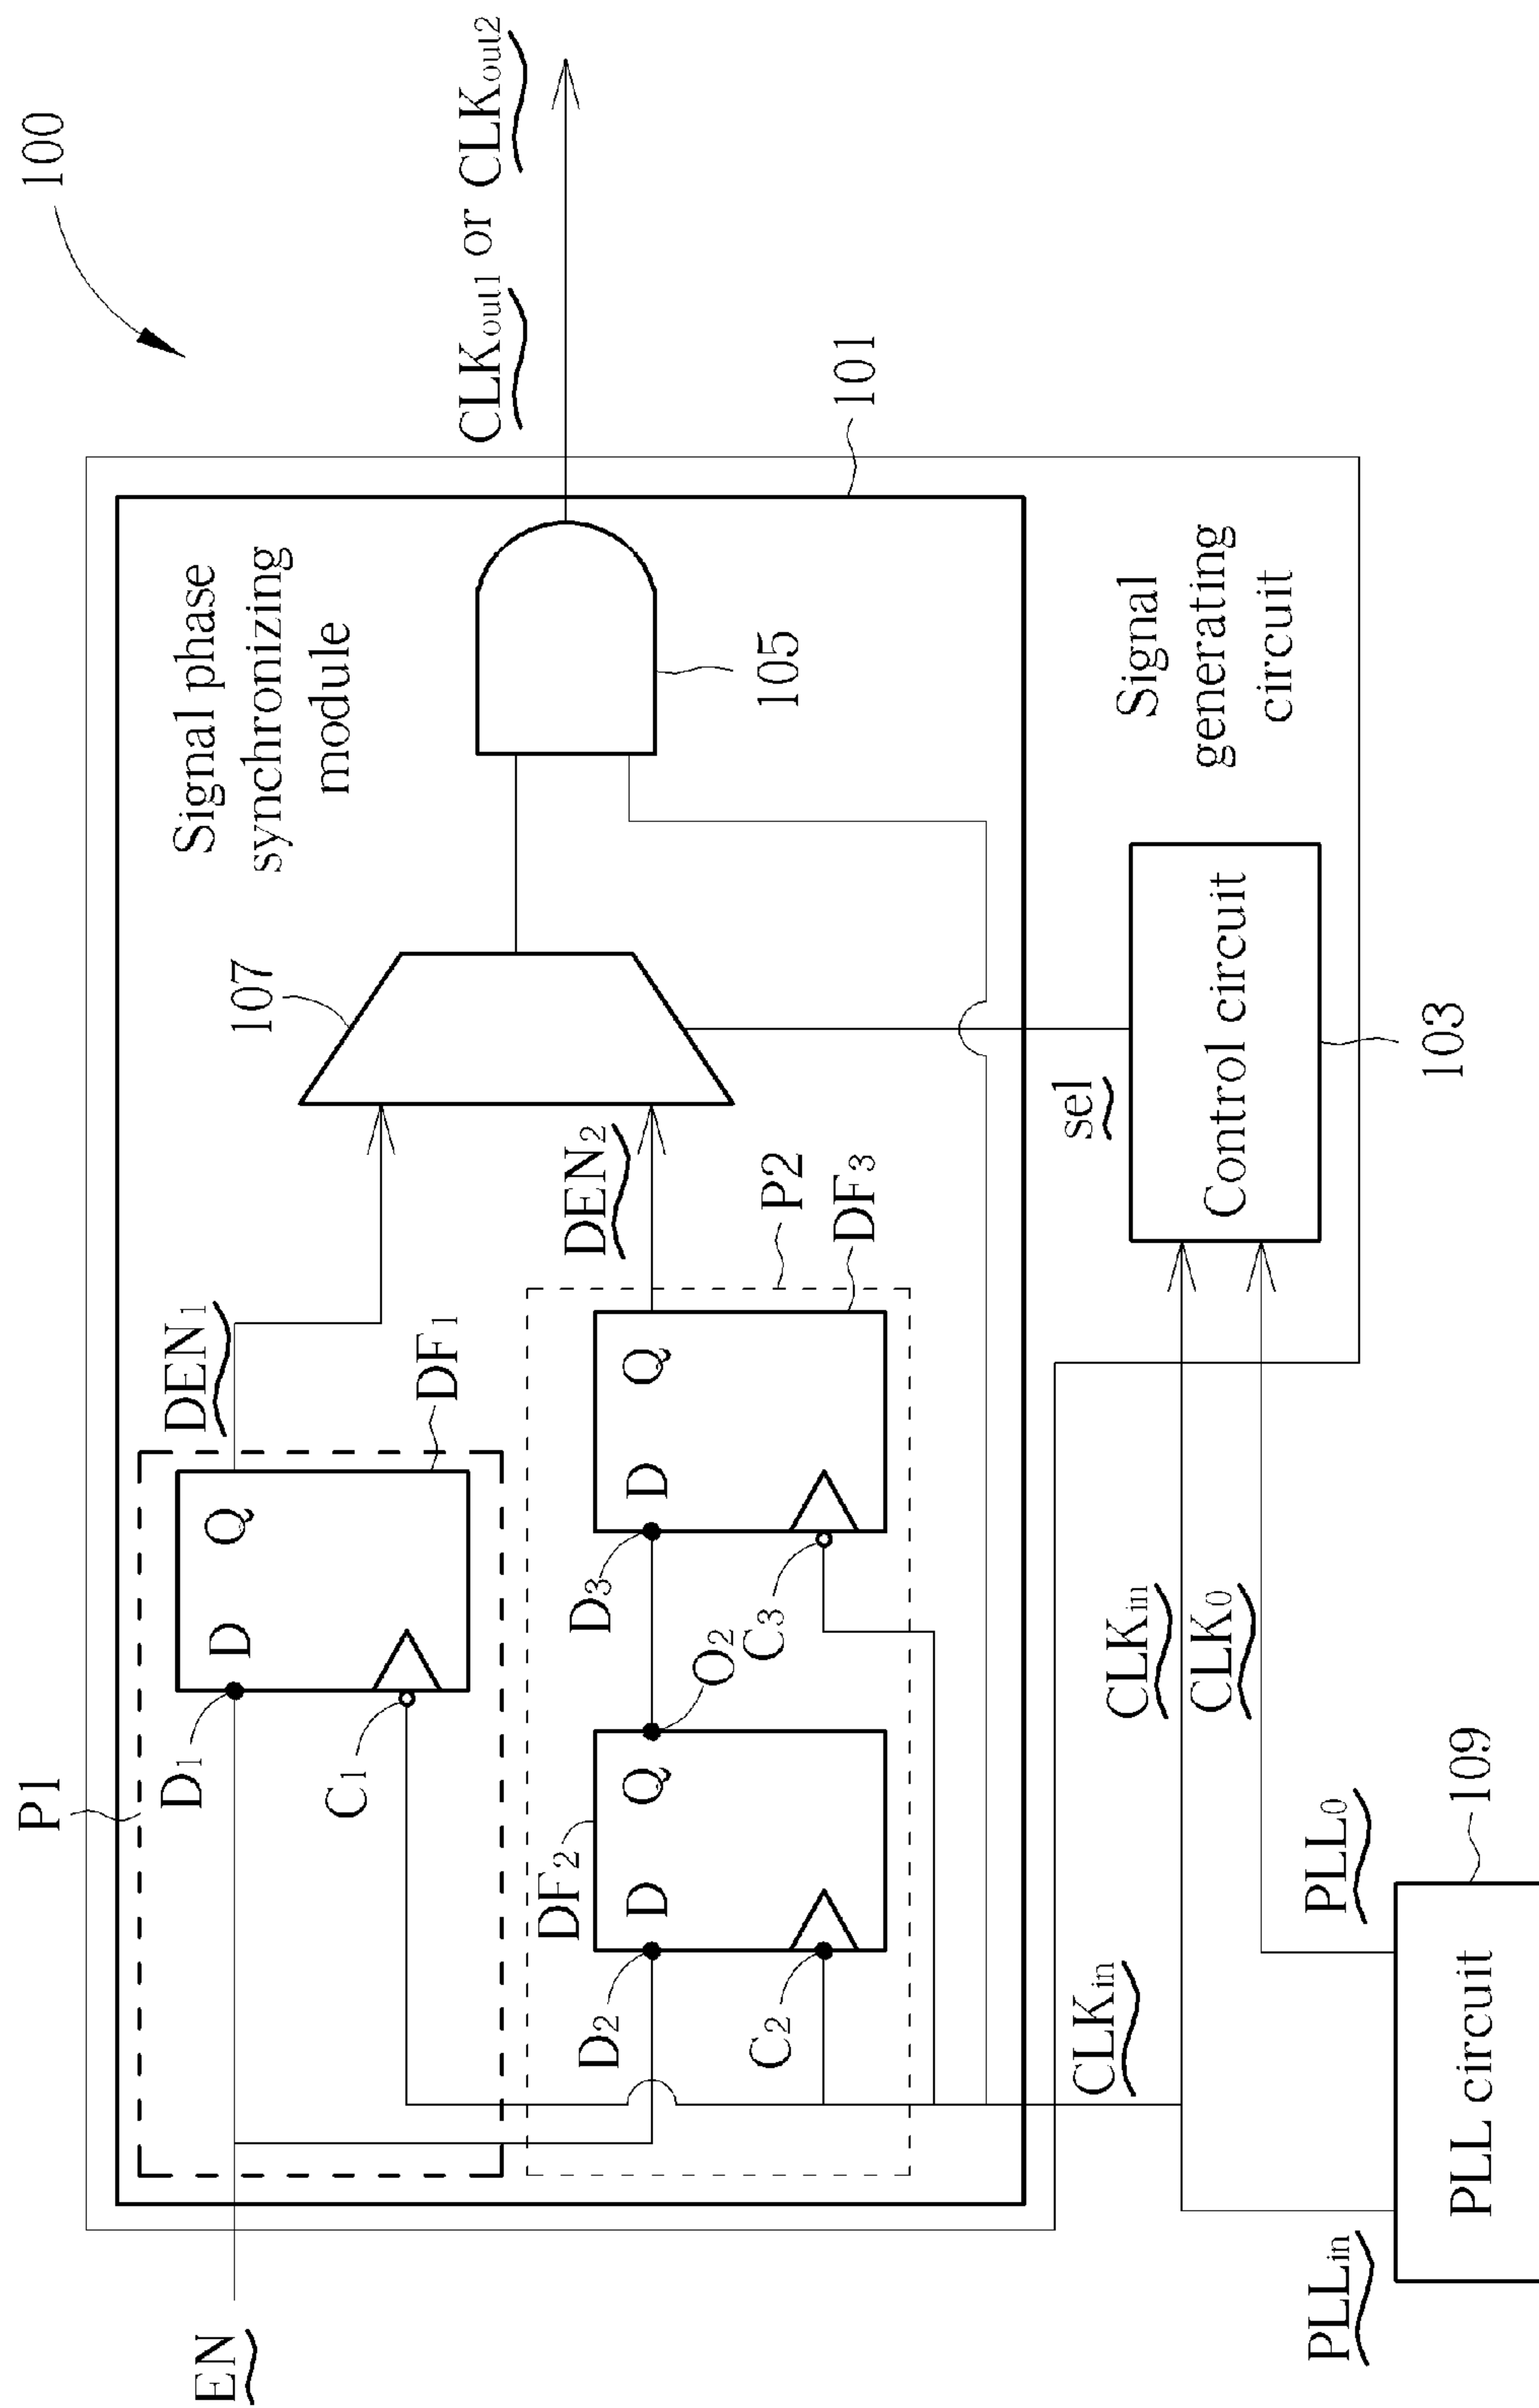 100
CLKout1 or CLKout2
Signal phase
synchronizing
module
101
105
107
P1
D1
C1
D
Q
DF1
DEN1
EN
DF2
D2
C2
D
Q
O2
D3
C3
D
Q
DF3
P2
DEN2
sel
Control circuit
103
Signal
generating
circuit
CLKin
CLKin
CLK0
PLLin
PLL0
PLL circuit
109